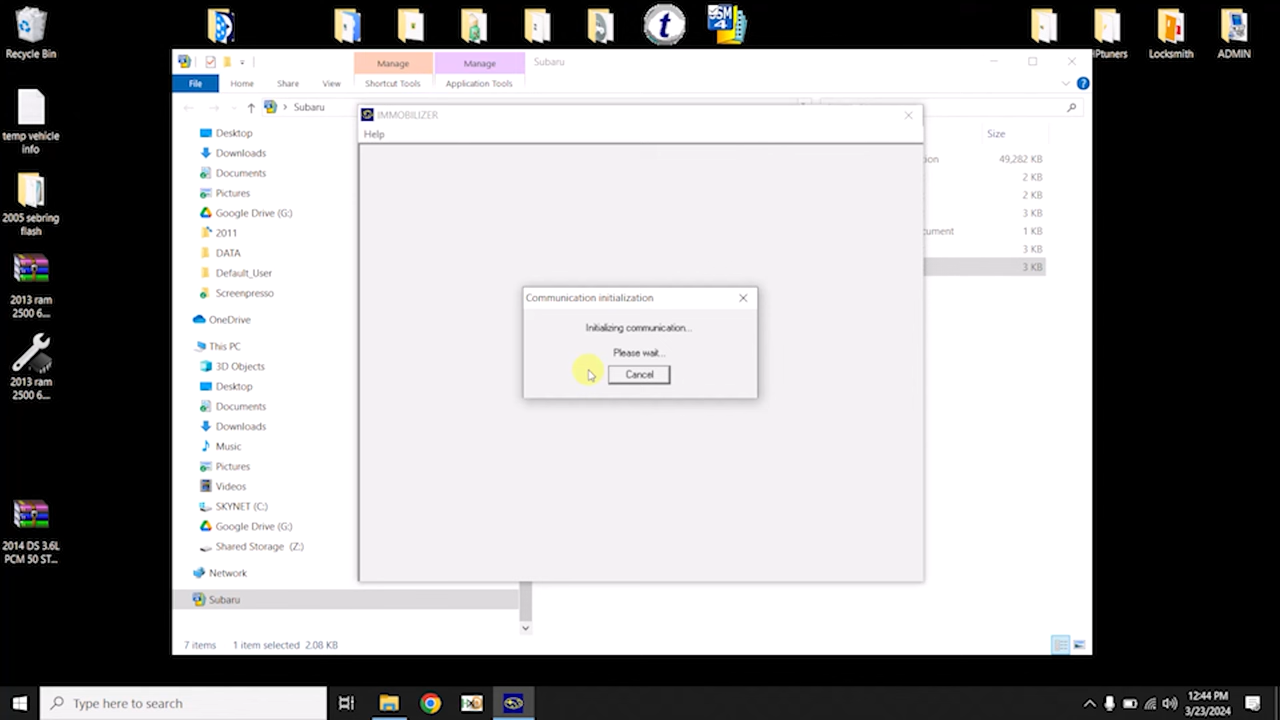 Recycle Bin
temp vehicle
info
2005 sebring
flash
2013 ram
2500 6...
2013 ram
2500 6...
2014 DS 3.6L
PCM 50 ST...
t
SSM
4
Locksmith
ADMIN
Manage
Manage
Subaru
File
Home
Share
View
Shortcut Tools
Application Tools
Subaru
Desktop
Downloads
Documents
Pictures
Google Drive (G:)
2011
DATA
Default_User
Screenpresso
OneDrive
This PC
3D Objects
Desktop
Documents
Downloads
Music
Pictures
Videos
SKYNET (C:)
Google Drive (G:)
Shared Storage (Z:)
Network
Subaru
7 items
1 item selected 2.08 KB
IMMOBILIZER
Help
Communication initialization
Initializing communication...
Please wait...
Cancel
Size
49,282 KB
2 KB
2 KB
3 KB
1 KB
3 KB
3 KB
Type here to search
12:44 PM
3/23/2024